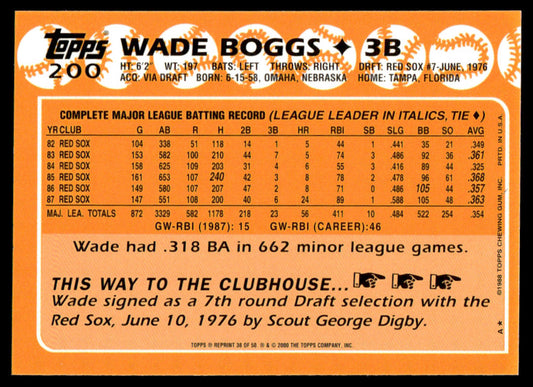 Topps WADE BOGGS ✦ 3B
200 HT: 6'2" WT: 197 BATS: LEFT THROWS: RIGHT DRFT: RED SOX #7-JUNE, 1976
ACQ: VIA DRAFT BORN: 6-15-58, OMAHA, NEBRASKA HOME: TAMPA, FLORIDA
COMPLETE MAJOR LEAGUE BATTING RECORD (LEAGUE LEADER IN ITALICS, TIE ♦)
YR CLUB G AB R H 2B 3B HR RBI SB SLG BB SO AVG
82 RED SOX 104 338 51 118 14 1 5 44 1 .441 35 21 .349
83 RED SOX 153 582 100 210 44 7 5 74 3 .486 92 36 .361
84 RED SOX 158 625 109 203 31 4 6 55 3 .416 89 44 .325
85 RED SOX 161 653 107 240 42 3 8 78 2 .478 96 61 .368
86 RED SOX 149 580 107 207 47 2 8 71 0 .486 105 44 .357
87 RED SOX 147 551 108 200 40 6 24 89 1 .588 105 48 .363
MAJ. LEA. TOTALS 872 3329 582 1178 218 23 56 411 10 .484 522 254 .354
GW-RBI (1987): 15 GW-RBI (CAREER):46
Wade had .318 BA in 662 minor league games.
THIS WAY TO THE CLUBHOUSE...
Wade signed as a 7th round Draft selection with the
Red Sox, June 10, 1976 by Scout George Digby.
TOPPS ® REPRINT 38 OF 58 ® & © 2000 THE TOPPS COMPANY, INC.
©1988 TOPPS CHEWING GUM, INC. PRTD. IN U.S.A.
A★